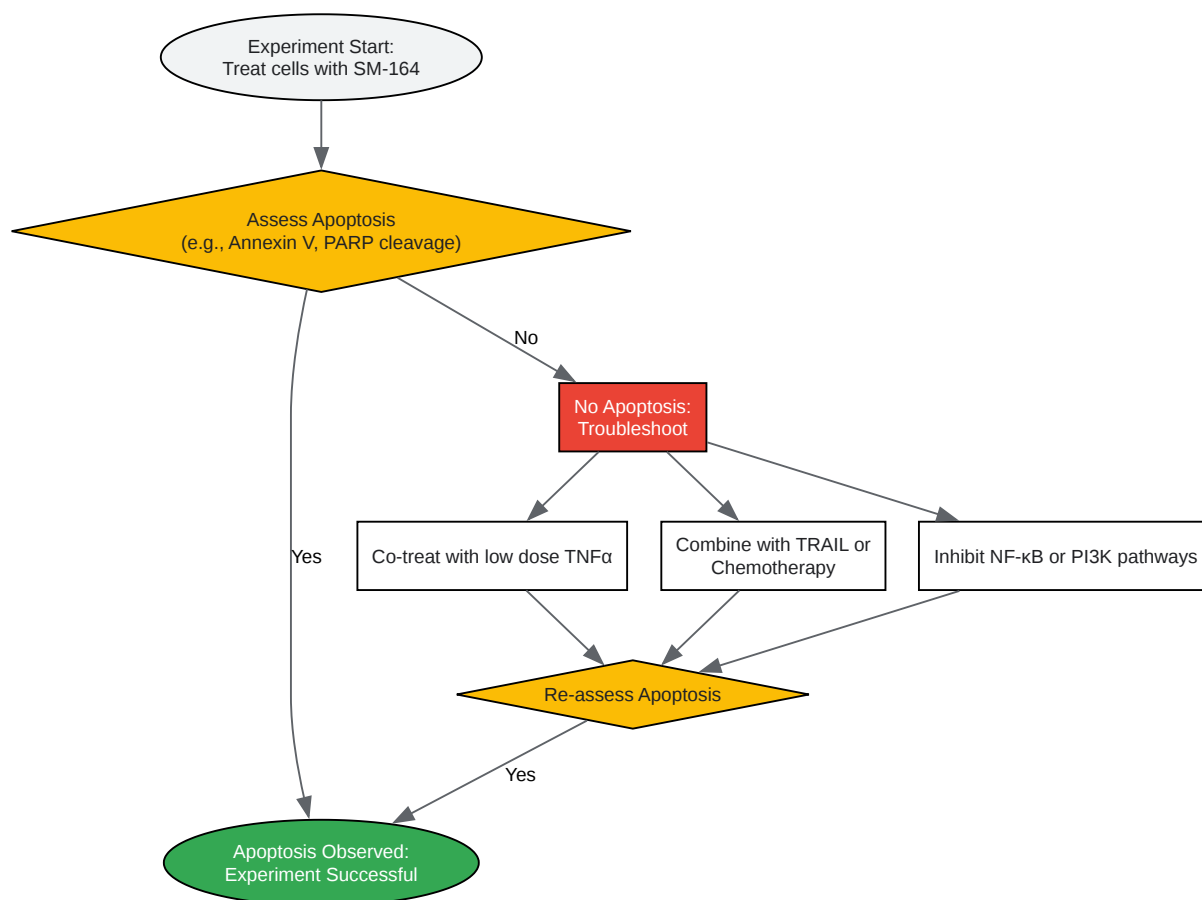 Experiment Start:
Treat cells with SM-164
Assess Apoptosis
(e.g., Annexin V, PARP cleavage)
No
No Apoptosis:
Troubleshoot
Yes
Co-treat with low dose TNFα
Combine with TRAIL or
Chemotherapy
Inhibit NF-κB or PI3K pathways
Re-assess Apoptosis
Yes
Apoptosis Observed:
Experiment Successful